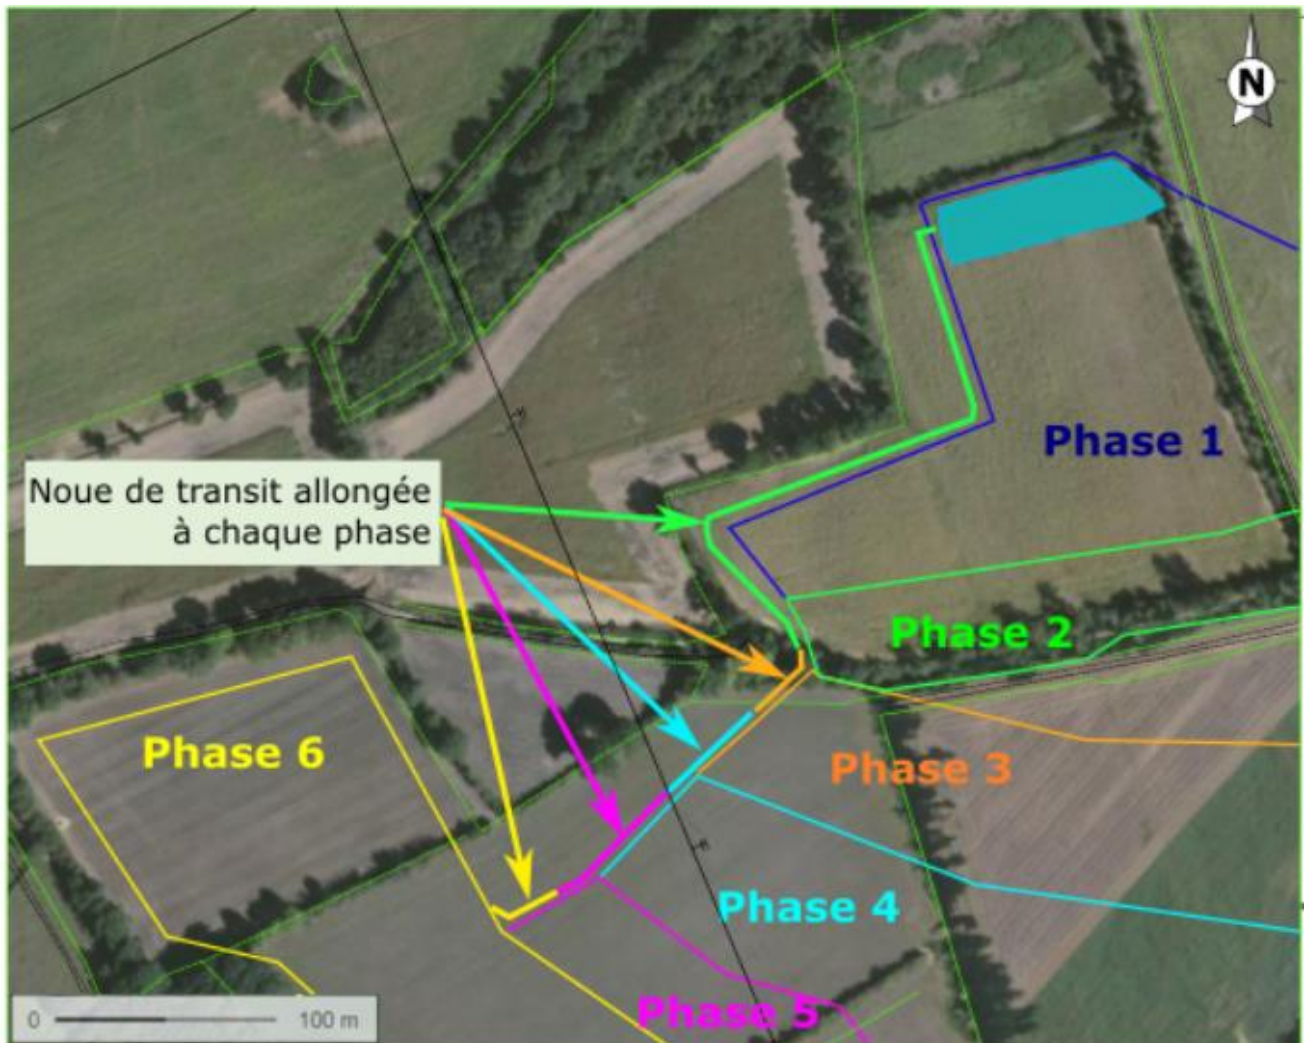 N
Phase 1
Noue de transit allongée
à chaque phase
Phase 2
Phase 6
Phase 3
Phase 4
Phase 5
0 100 m